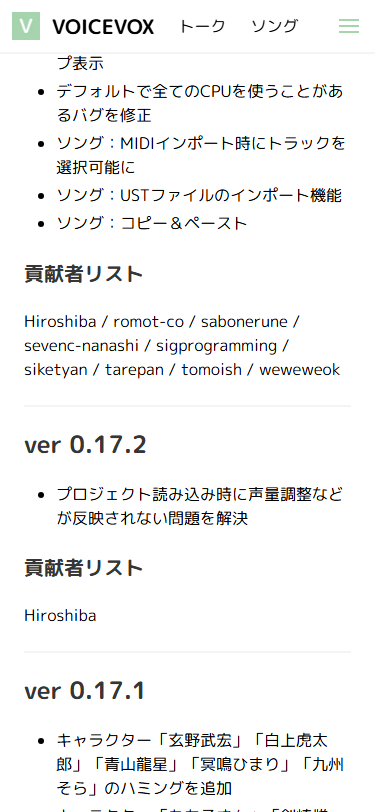 V VOICEVOX トーク ソング
プ表示
デフォルトで全てのCPUを使うことがあ
るバグを修正
ソング：MIDIインポート時にトラックを
選択可能に
ソング：USTファイルのインポート機能
ソング：コピー＆ペースト
貢献者リスト
Hiroshiba / romot-co / sabonerune /
sevenc-nanashi / sigprogramming /
siketyan / tarepan / tomoish / weweweok
ver 0.17.2
プロジェクト読み込み時に声量調整など
が反映されない問題を解決
貢献者リスト
Hiroshiba
ver 0.17.1
キャラクター「玄野武宏」「白上虎太
郎」「青山龍星」「冥鳴ひまり」「九州
そら」のハミングを追加